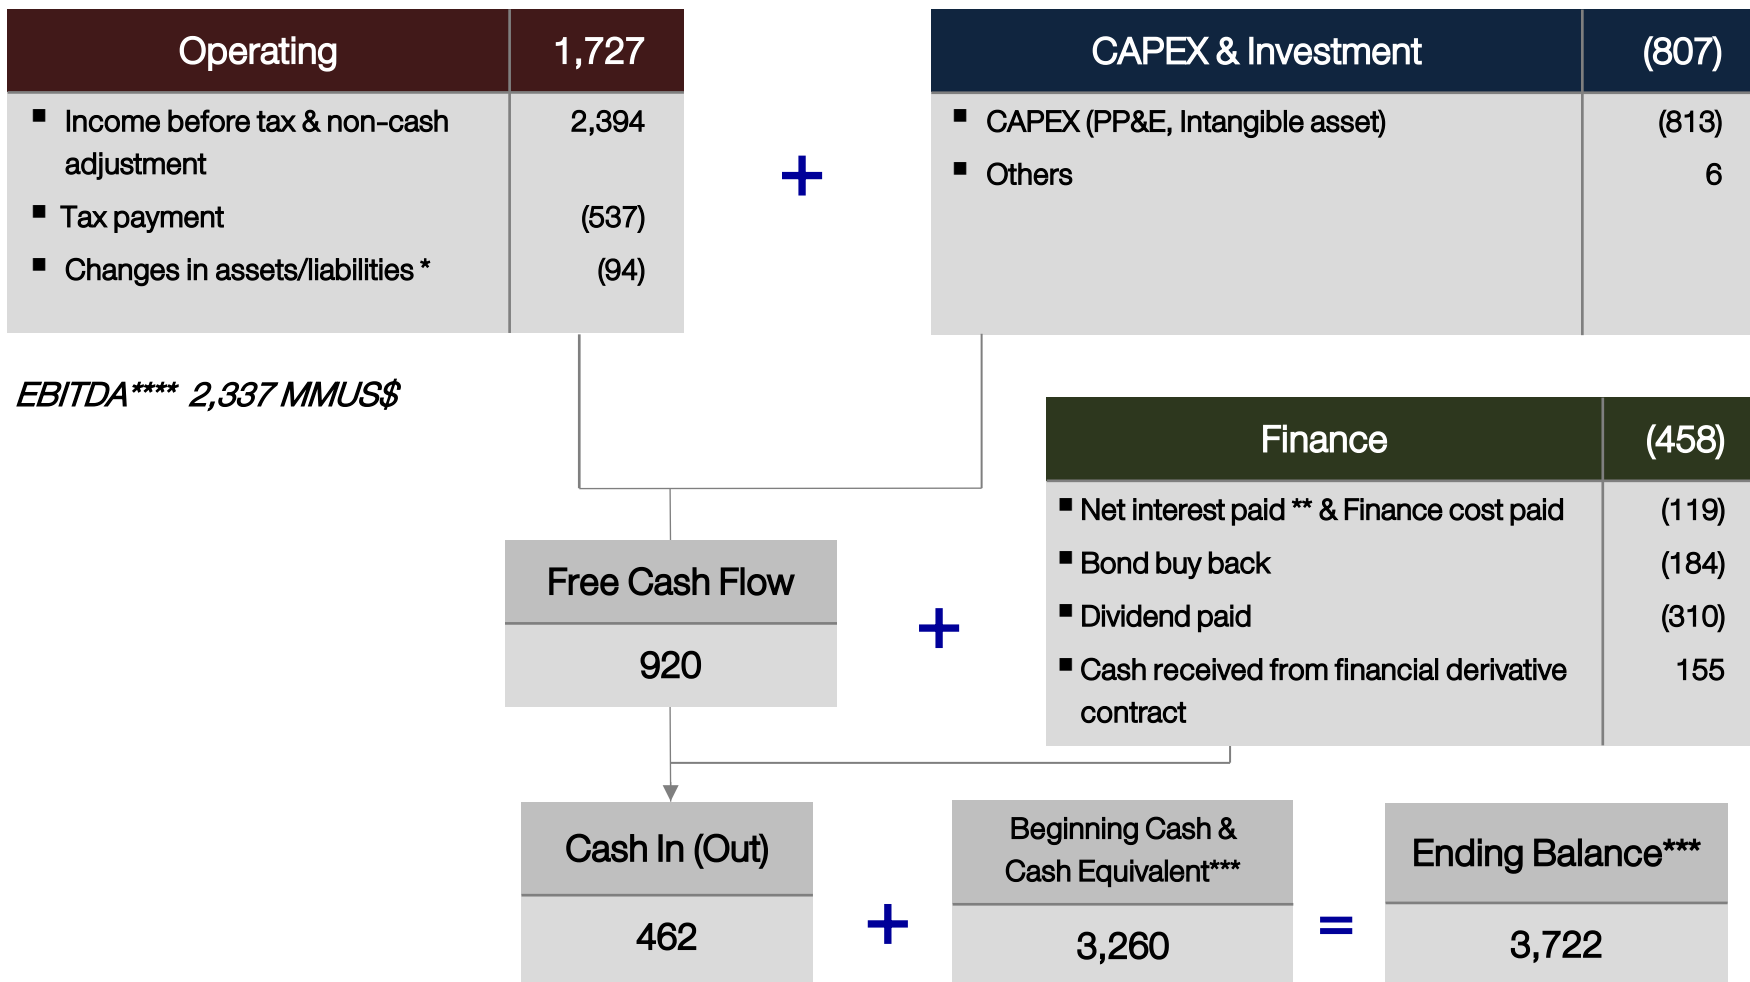 Operating 1,727
▪ Income before tax & non-cash 2,394
adjustment
▪ Tax payment (537)
▪ Changes in assets/liabilities * (94)
+
CAPEX & Investment (807)
▪ CAPEX (PP&E, Intangible asset) (813)
▪ Others 6
EBITDA**** 2,337 MMUS$
Finance (458)
▪ Net interest paid ** & Finance cost paid (119)
▪ Bond buy back (184)
▪ Dividend paid (310)
▪ Cash received from financial derivative 155
contract
Free Cash Flow
920
+
Cash In (Out)
462
+
Beginning Cash &
Cash Equivalent***
3,260
=
Ending Balance***
3,722